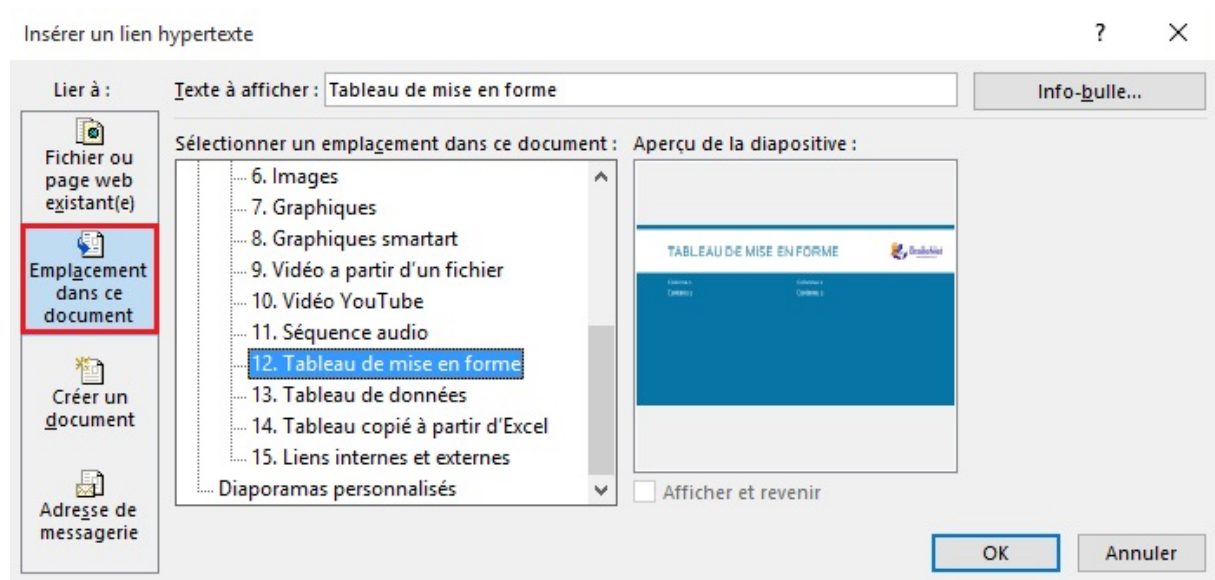 Insérer un lien hypertexte
?
Lier à :
Texte à afficher : Tableau de mise en forme
Info-bulle...
Fichier ou
page web
existant(e)
Emplacement
dans ce
document
Créer un
document
Adresse de
messagerie
Sélectionner un emplacement dans ce document :
6. Images
7. Graphiques
8. Graphiques smartart
9. Vidéo a partir d'un fichier
10. Vidéo YouTube
11. Séquence audio
12. Tableau de mise en forme
13. Tableau de données
14. Tableau copié à partir d'Excel
15. Liens internes et externes
Diaporamas personnalisés
Aperçu de la diapositive :
TABLEAU DE MISE EN FORME
Afficher et revenir
OK
Annuler